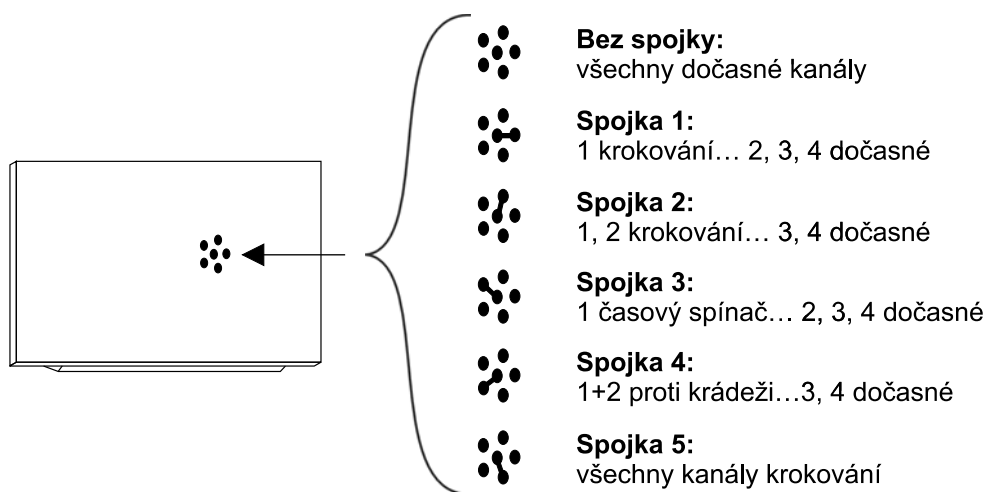 Bez spojky:
všechny dočasné kanály
Spojka 1:
1 krokování… 2, 3, 4 dočasné
Spojka 2:
1, 2 krokování… 3, 4 dočasné
Spojka 3:
1 časový spínač… 2, 3, 4 dočasné
Spojka 4:
1+2 proti krádeži…3, 4 dočasné
Spojka 5:
všechny kanály krokování